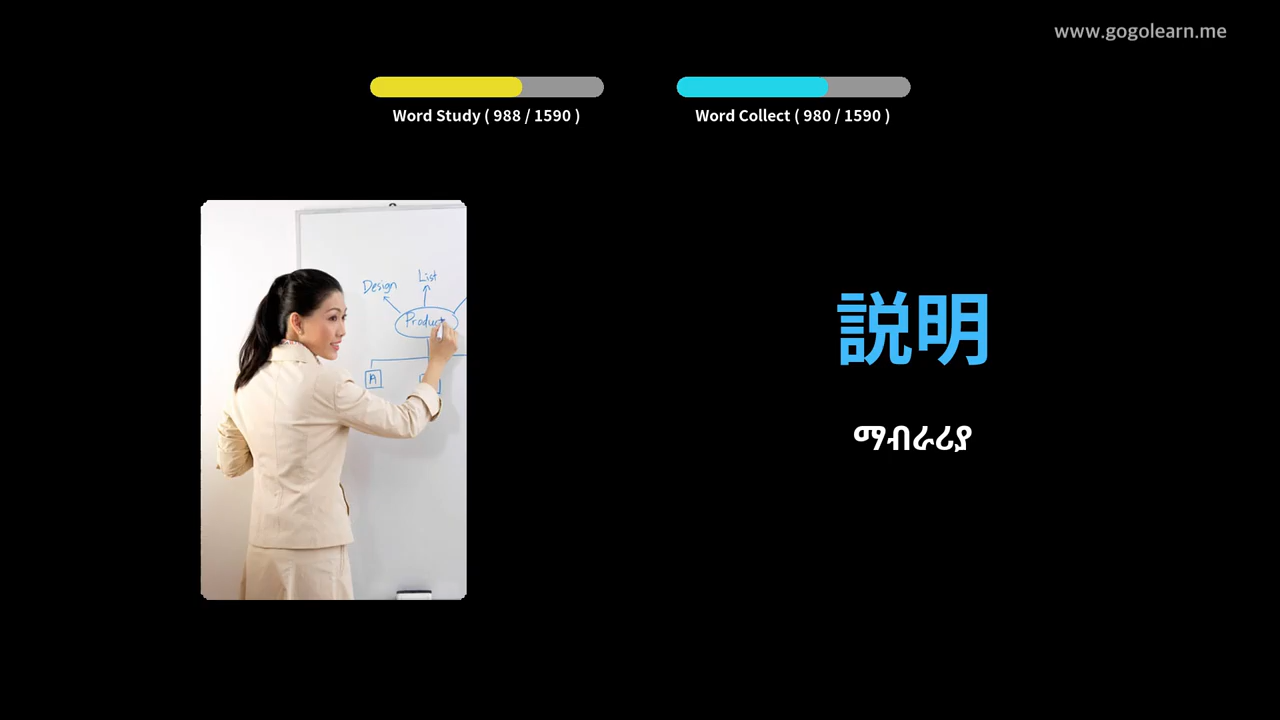 www.gogolearn.me
Word Study ( 988 / 1590 )
Word Collect ( 980 / 1590 )
Design
List
Product
A
説明
ማብራሪያ